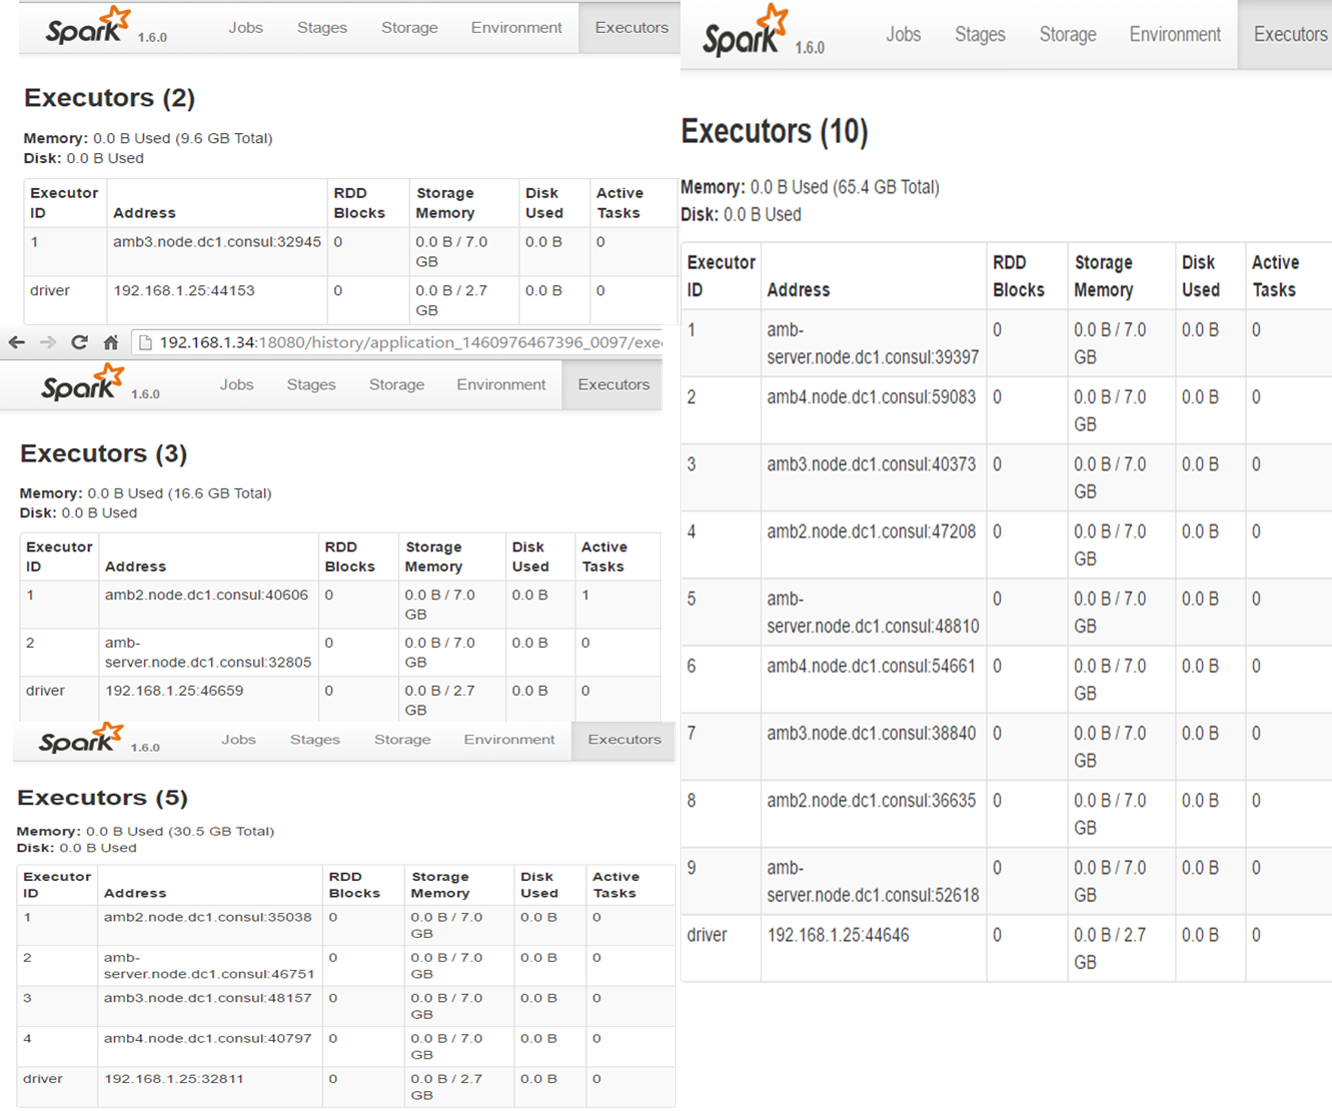 Spark 1.6.0 Jobs Stages Storage Environment Executors
Executors (2)
Memory: 0.0 B Used (9.6 GB Total)
Disk: 0.0 B Used
Executor ID Address RDD Blocks Storage Memory Disk Used Active Tasks
1 amb3.node.dc1.consul:32945 0 0.0 B / 7.0 GB 0.0 B 0
driver 192.168.1.25:44153 0 0.0 B / 2.7 GB 0.0 B 0
192.168.1.34:18080/history/application_1460976467396_0097/exec
Spark 1.6.0 Jobs Stages Storage Environment Executors
Executors (3)
Memory: 0.0 B Used (16.6 GB Total)
Disk: 0.0 B Used
Executor ID Address RDD Blocks Storage Memory Disk Used Active Tasks
1 amb2.node.dc1.consul:40606 0 0.0 B / 7.0 GB 0.0 B 1
2 amb-server.node.dc1.consul:32805 0 0.0 B / 7.0 GB 0.0 B 0
driver 192.168.1.25:46659 0 0.0 B / 2.7 GB 0.0 B 0
Spark 1.6.0 Jobs Stages Storage Environment Executors
Executors (5)
Memory: 0.0 B Used (30.5 GB Total)
Disk: 0.0 B Used
Executor ID Address RDD Blocks Storage Memory Disk Used Active Tasks
1 amb2.node.dc1.consul:35038 0 0.0 B / 7.0 GB 0.0 B 0
2 amb-server.node.dc1.consul:46751 0 0.0 B / 7.0 GB 0.0 B 0
3 amb3.node.dc1.consul:48157 0 0.0 B / 7.0 GB 0.0 B 0
4 amb4.node.dc1.consul:40797 0 0.0 B / 7.0 GB 0.0 B 0
driver 192.168.1.25:32811 0 0.0 B / 2.7 GB 0.0 B 0
Spark 1.6.0 Jobs Stages Storage Environment Executors
Executors (10)
Memory: 0.0 B Used (65.4 GB Total)
Disk: 0.0 B Used
Executor ID Address RDD Blocks Storage Memory Disk Used Active Tasks
1 amb-server.node.dc1.consul:39397 0 0.0 B / 7.0 GB 0.0 B 0
2 amb4.node.dc1.consul:59083 0 0.0 B / 7.0 GB 0.0 B 0
3 amb3.node.dc1.consul:40373 0 0.0 B / 7.0 GB 0.0 B 0
4 amb2.node.dc1.consul:47208 0 0.0 B / 7.0 GB 0.0 B 0
5 amb-server.node.dc1.consul:48810 0 0.0 B / 7.0 GB 0.0 B 0
6 amb4.node.dc1.consul:54661 0 0.0 B / 7.0 GB 0.0 B 0
7 amb3.node.dc1.consul:38840 0 0.0 B / 7.0 GB 0.0 B 0
8 amb2.node.dc1.consul:36635 0 0.0 B / 7.0 GB 0.0 B 0
9 amb-server.node.dc1.consul:52618 0 0.0 B / 7.0 GB 0.0 B 0
driver 192.168.1.25:44646 0 0.0 B / 2.7 GB 0.0 B 0